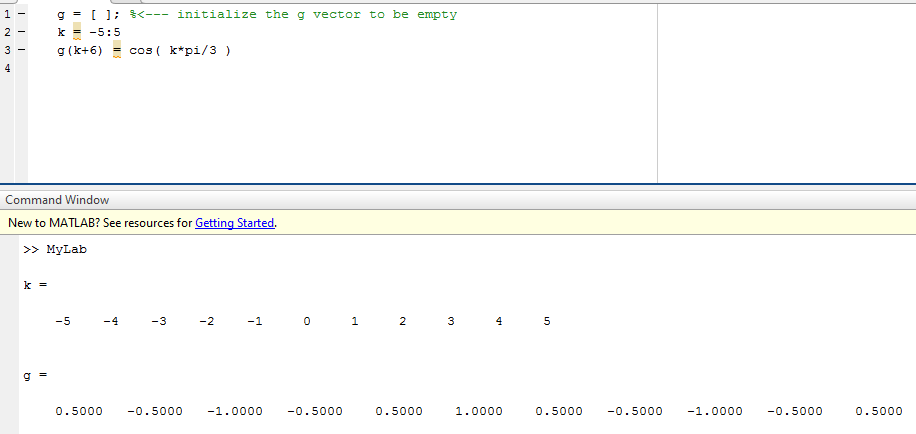 1 - g = [ ]; %<--- initialize the g vector to be empty
2 - k = -5:5
3 - g(k+6) = cos( k*pi/3 )
4
Command Window
New to MATLAB? See resources for Getting Started.
>> MyLab
k =
-5 -4 -3 -2 -1 0 1 2 3 4 5
g =
0.5000 -0.5000 -1.0000 -0.5000 0.5000 1.0000 0.5000 -0.5000 -1.0000 -0.5000 0.5000